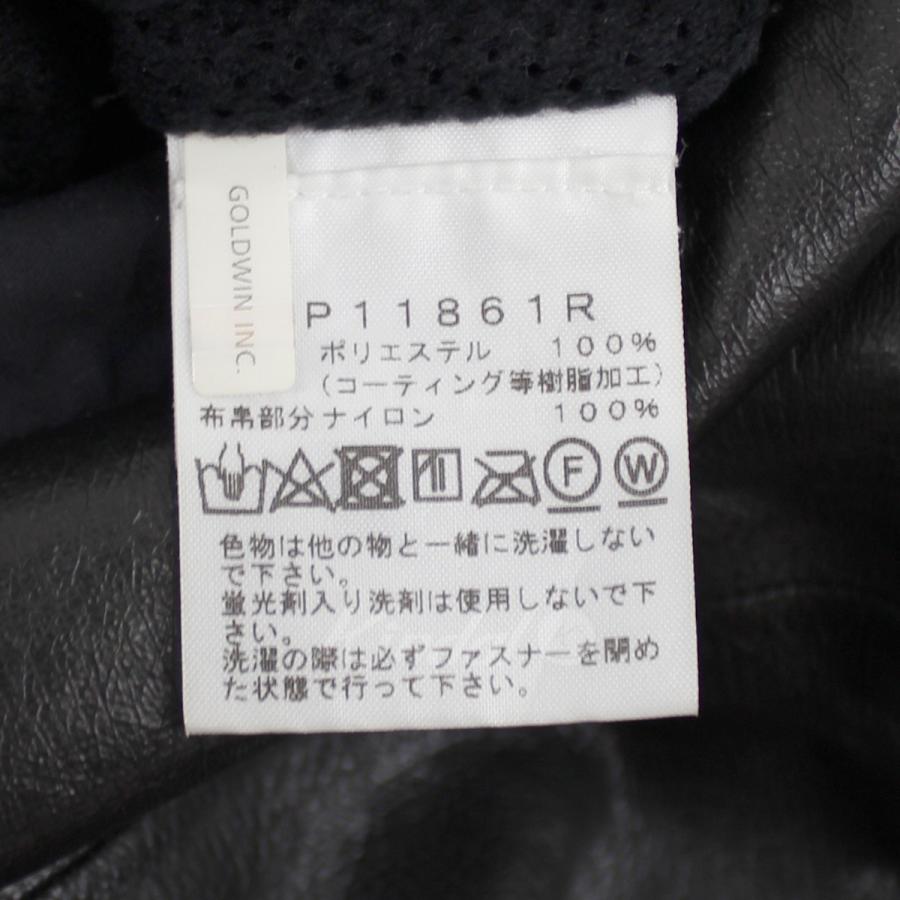 GOLDWIN INC.
P11861R
ポリエステル 100%
(コーティング等樹脂加工)
布帛部分ナイロン 100%
F W
色物は他の物と一緒に洗濯しない
で下さい。
蛍光剤入り洗剤は使用しないで下
さい。
洗濯の際は必ずファスナーを閉め
た状態で行って下さい。